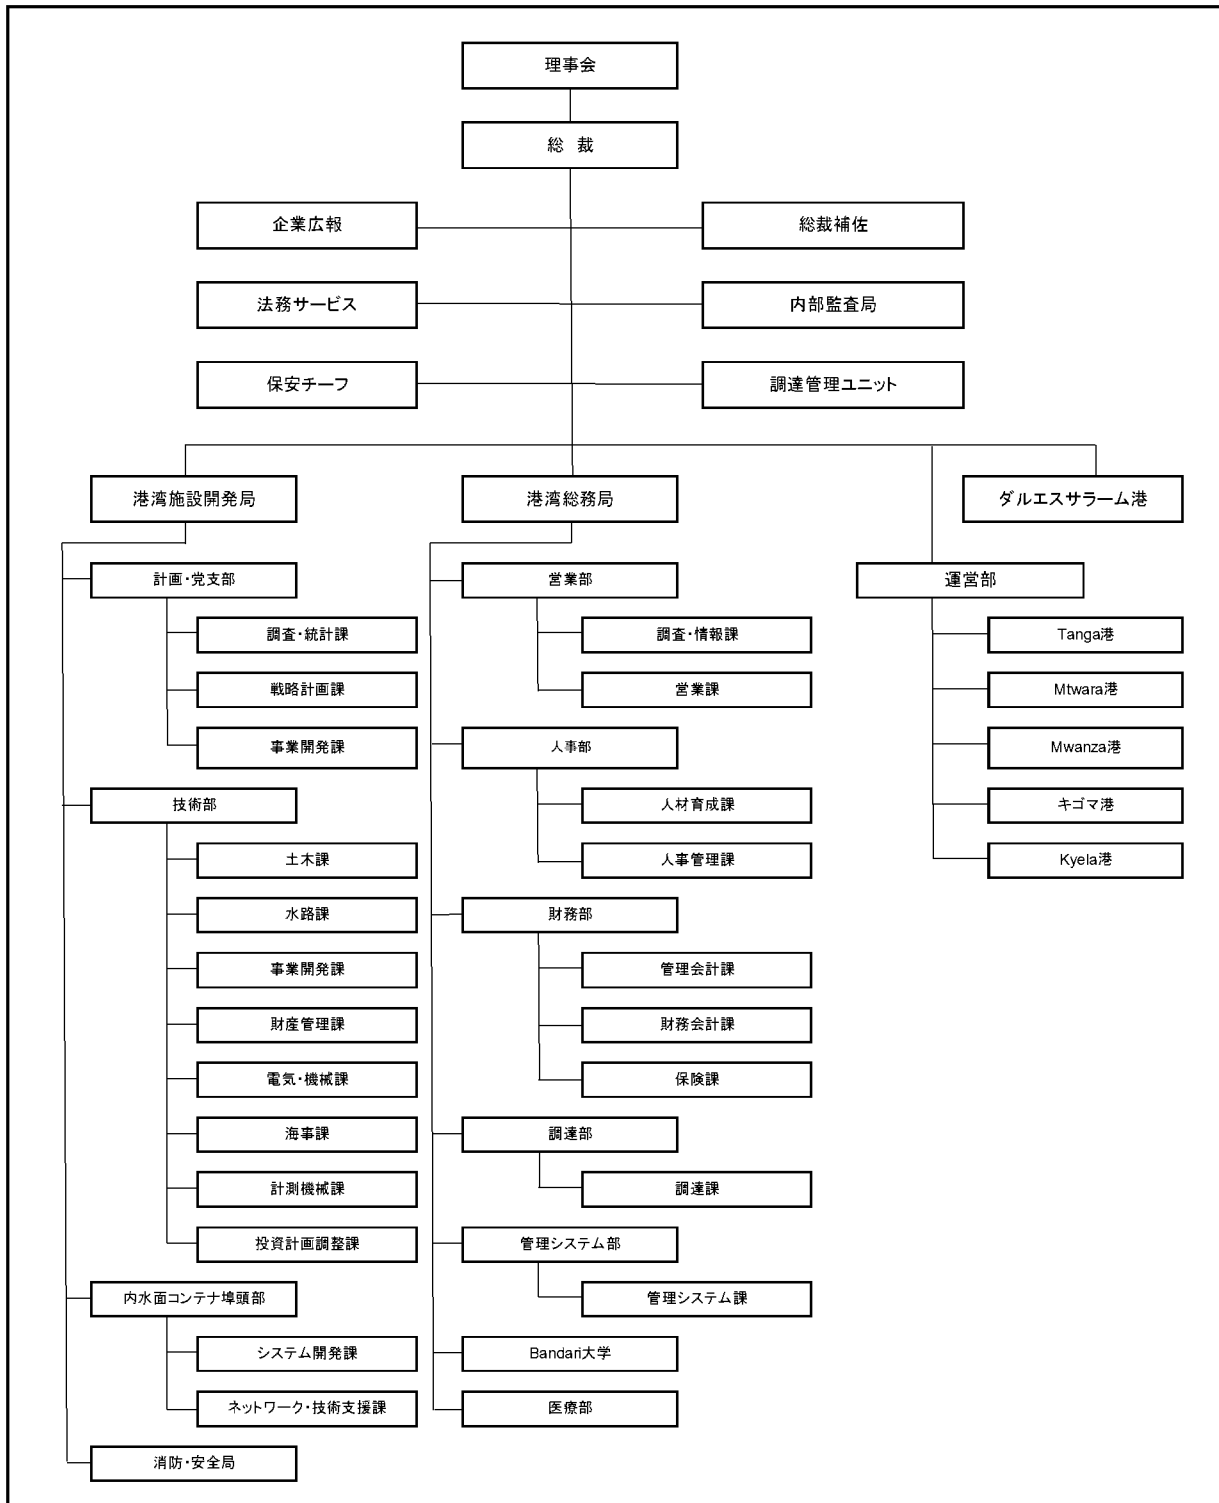 理事会
総 裁
企業広報
総裁補佐
法務サービス
内部監査局
保安チーフ
調達管理ユニット
港湾施設開発局
計画・党支部
調査・統計課
戦略計画課
事業開発課
技術部
土木課
水路課
事業開発課
財産管理課
電気・機械課
海事課
計測機械課
投資計画調整課
内水面コンテナ埠頭部
システム開発課
ネットワーク・技術支援課
消防・安全局
港湾総務局
営業部
調査・情報課
営業課
人事部
人材育成課
人事管理課
財務部
管理会計課
財務会計課
保険課
調達部
調達課
管理システム部
管理システム課
Bandari大学
医療部
運営部
Tanga港
Mtwara港
Mwanza港
キゴマ港
Kyela港
ダルエスサラーム港